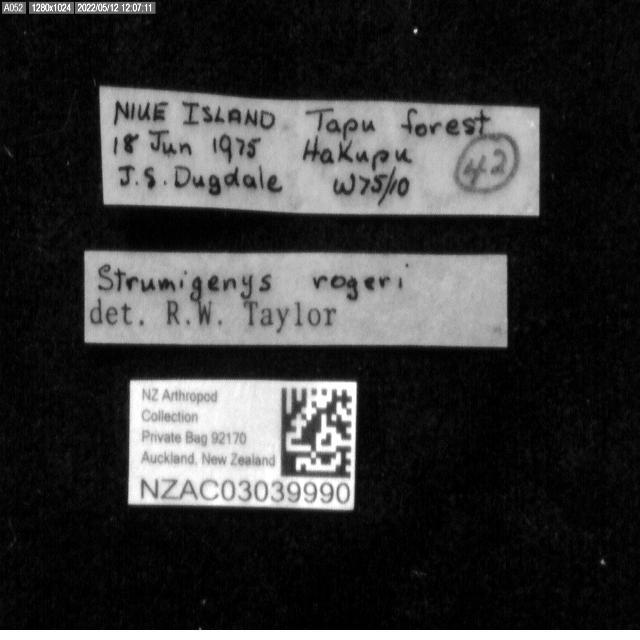 A052 1280x1024 2022/05/12 12:07:11
NIUE ISLAND Tapu forest
18 Jun 1975 Hakupu
J.S. Dugdale W75/10
42
Strumigenys rogeri
det. R.W. Taylor
NZ Arthropod
Collection
Private Bag 92170
Auckland, New Zealand
NZAC03039990